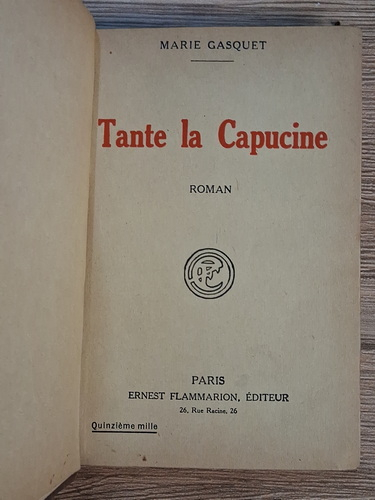 MARIE GASQUET
Tante la Capucine
ROMAN
PARIS
ERNEST FLAMMARION, ÉDITEUR
26, Rue Racine, 26
Quinzième mille